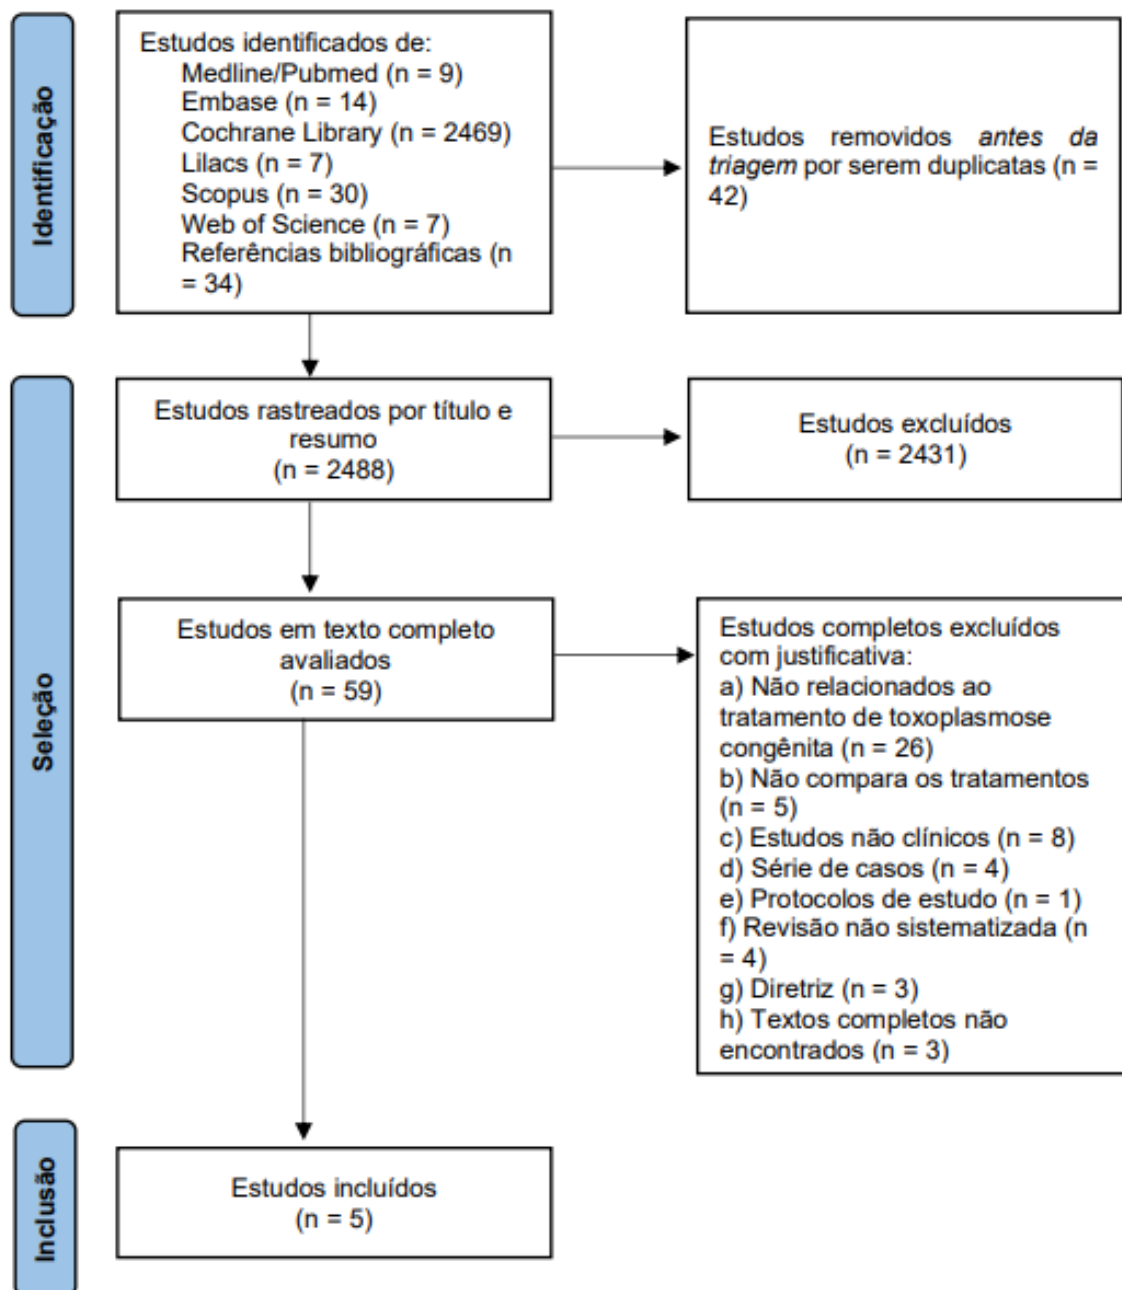 Identificação
Estudos identificados de:
Medline/Pubmed (n = 9)
Embase (n = 14)
Cochrane Library (n = 2469)
Lilacs (n = 7)
Scopus (n = 30)
Web of Science (n = 7)
Referências bibliográficas (n
= 34)
Estudos removidos antes da
triagem por serem duplicatas (n =
42)
Seleção
Estudos rastreados por título e
resumo
(n = 2488)
Estudos excluídos
(n = 2431)
Estudos em texto completo
avaliados
(n = 59)
Estudos completos excluídos
com justificativa:
a) Não relacionados ao
tratamento de toxoplasmose
congênita (n = 26)
b) Não compara os tratamentos
(n = 5)
c) Estudos não clínicos (n = 8)
d) Série de casos (n = 4)
e) Protocolos de estudo (n = 1)
f) Revisão não sistematizada (n
= 4)
g) Diretriz (n = 3)
h) Textos completos não
encontrados (n = 3)
Inclusão
Estudos incluídos
(n = 5)